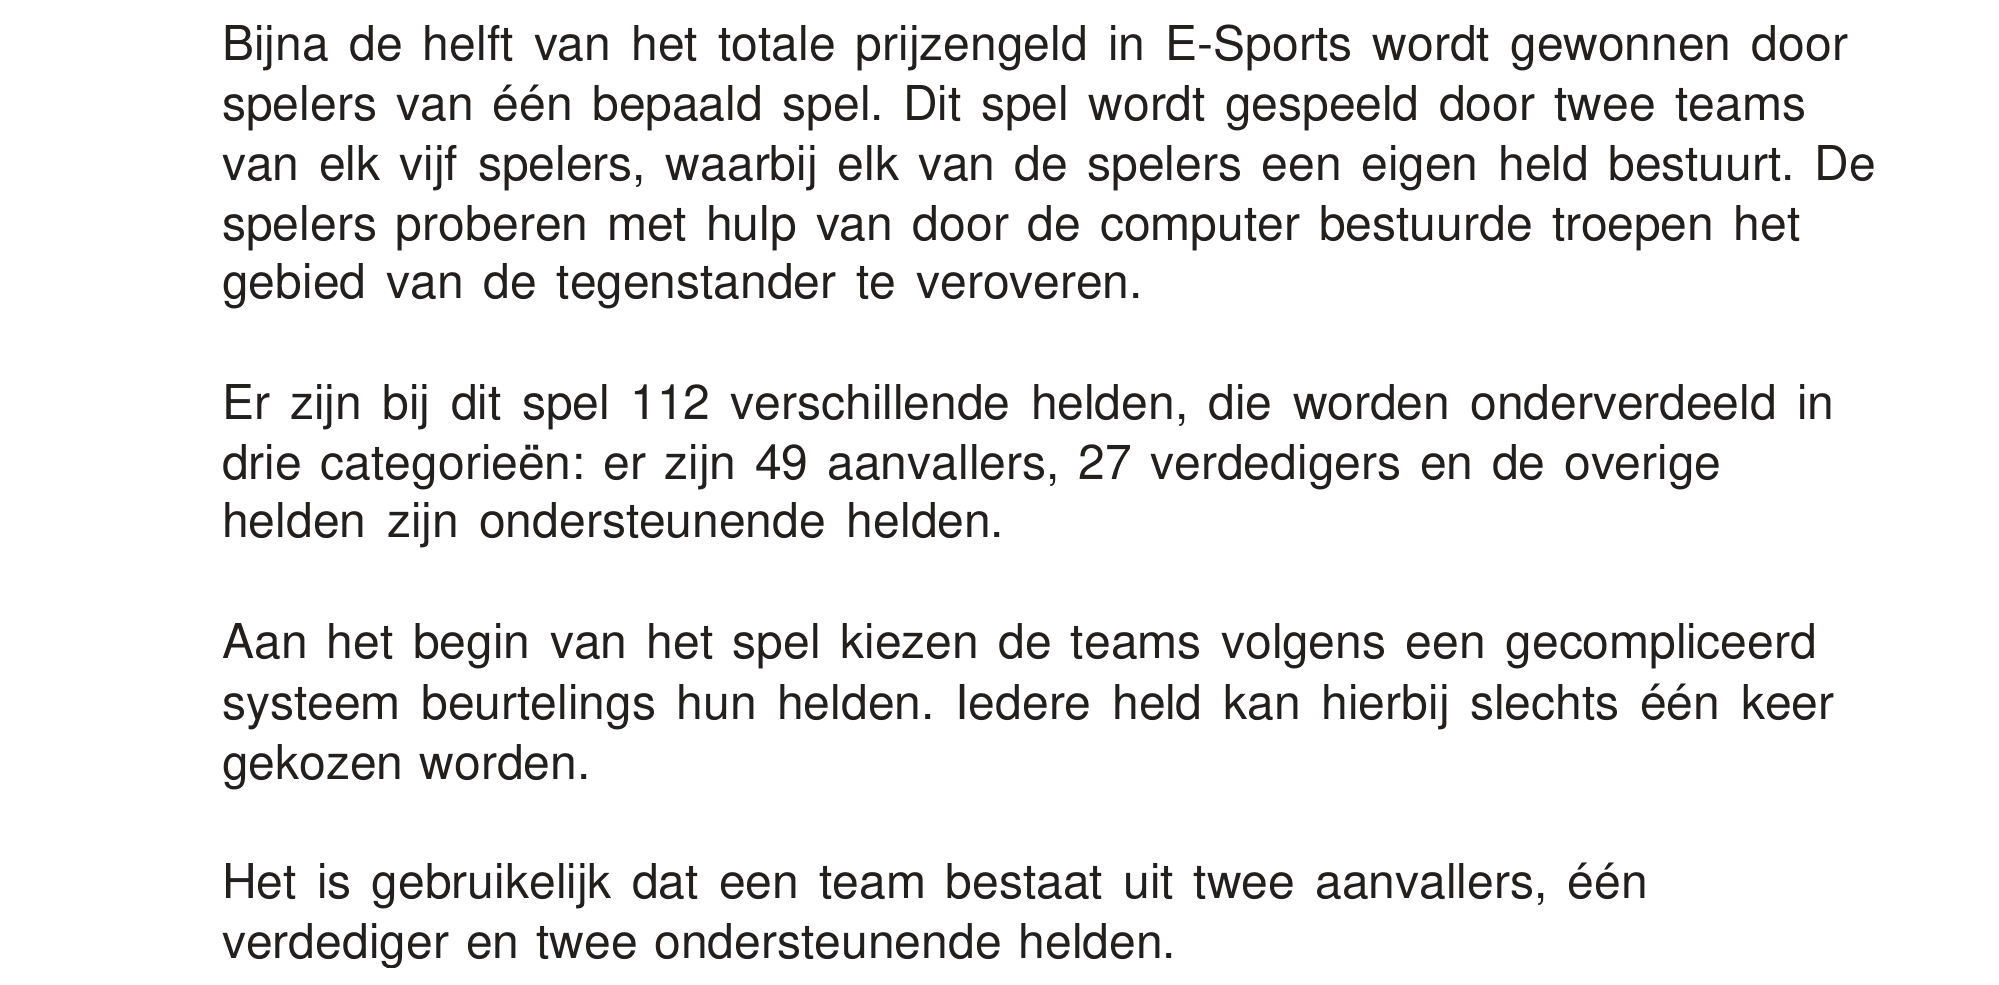 Bijna de helft van het totale prijzengeld in E-Sports wordt gewonnen door
spelers van één bepaald spel. Dit spel wordt gespeeld door twee teams
van elk vijf spelers, waarbij elk van de spelers een eigen held bestuurt. De
spelers proberen met hulp van door de computer bestuurde troepen het
gebied van de tegenstander te veroveren.

Er zijn bij dit spel 112 verschillende helden, die worden onderverdeeld in
drie categorieën: er zijn 49 aanvallers, 27 verdedigers en de overige
helden zijn ondersteunende helden.

Aan het begin van het spel kiezen de teams volgens een gecompliceerd
systeem beurtelings hun helden. Iedere held kan hierbij slechts één keer
gekozen worden.

Het is gebruikelijk dat een team bestaat uit twee aanvallers, één
verdediger en twee ondersteunende helden.